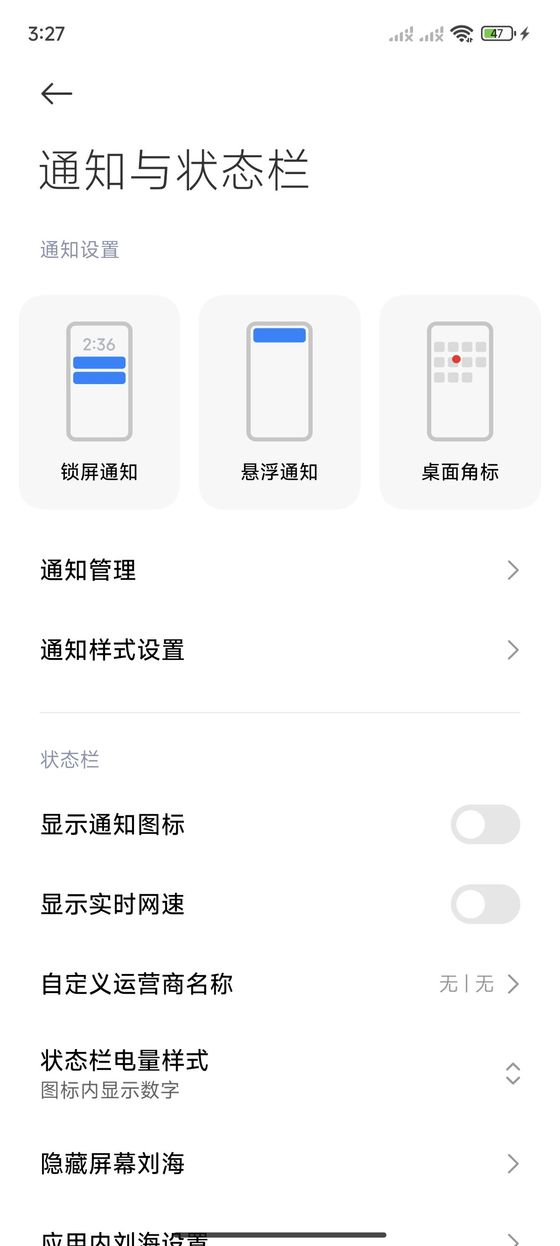 3:27
47
通知与状态栏
通知设置
2:36
锁屏通知
悬浮通知
桌面角标
通知管理
通知样式设置
状态栏
显示通知图标
显示实时网速
自定义运营商名称
无 | 无
状态栏电量样式
图标内显示数字
隐藏屏幕刘海
应用内刘海设置